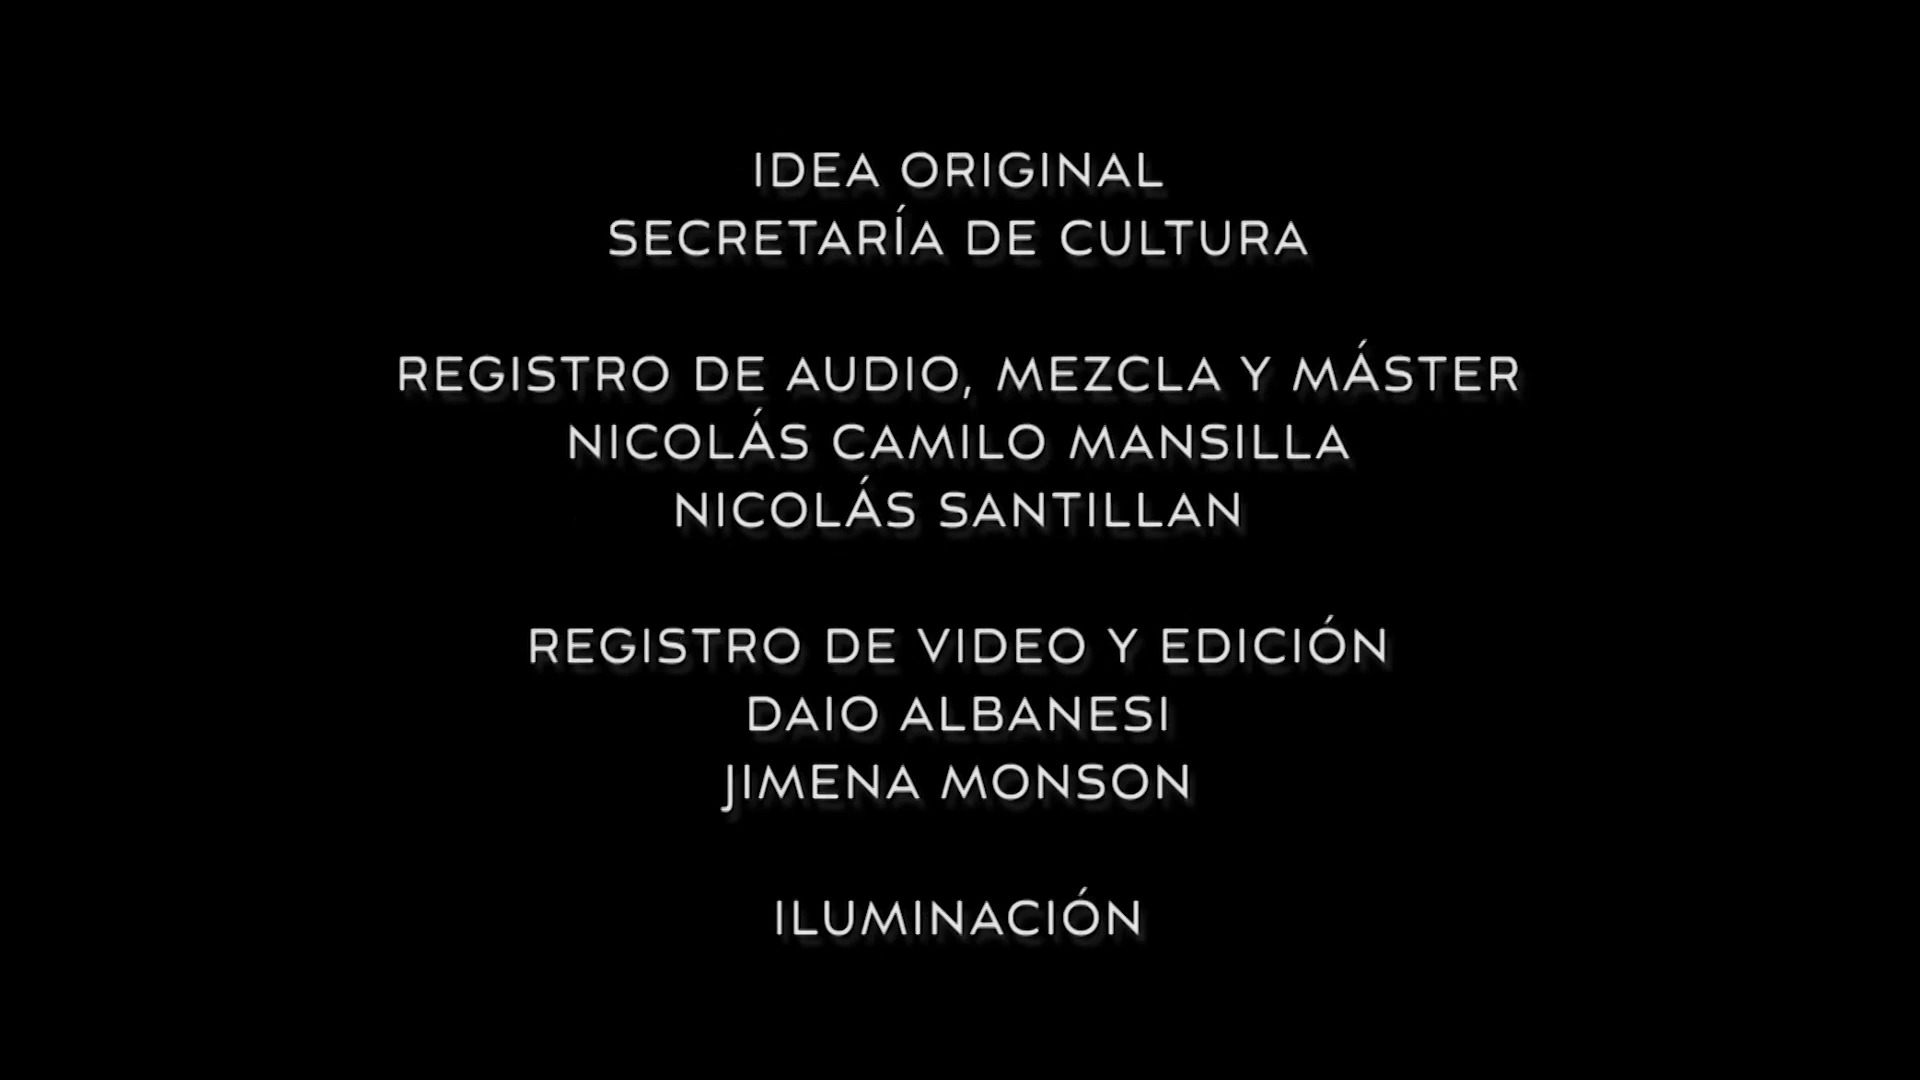 IDEA ORIGINAL
SECRETARÍA DE CULTURA
REGISTRO DE AUDIO, MEZCLA Y MÁSTER
NICOLÁS CAMILO MANSILLA
NICOLÁS SANTILLAN
REGISTRO DE VIDEO Y EDICIÓN
DAIO ALBANESI
JIMENA MONSON
ILUMINACIÓN